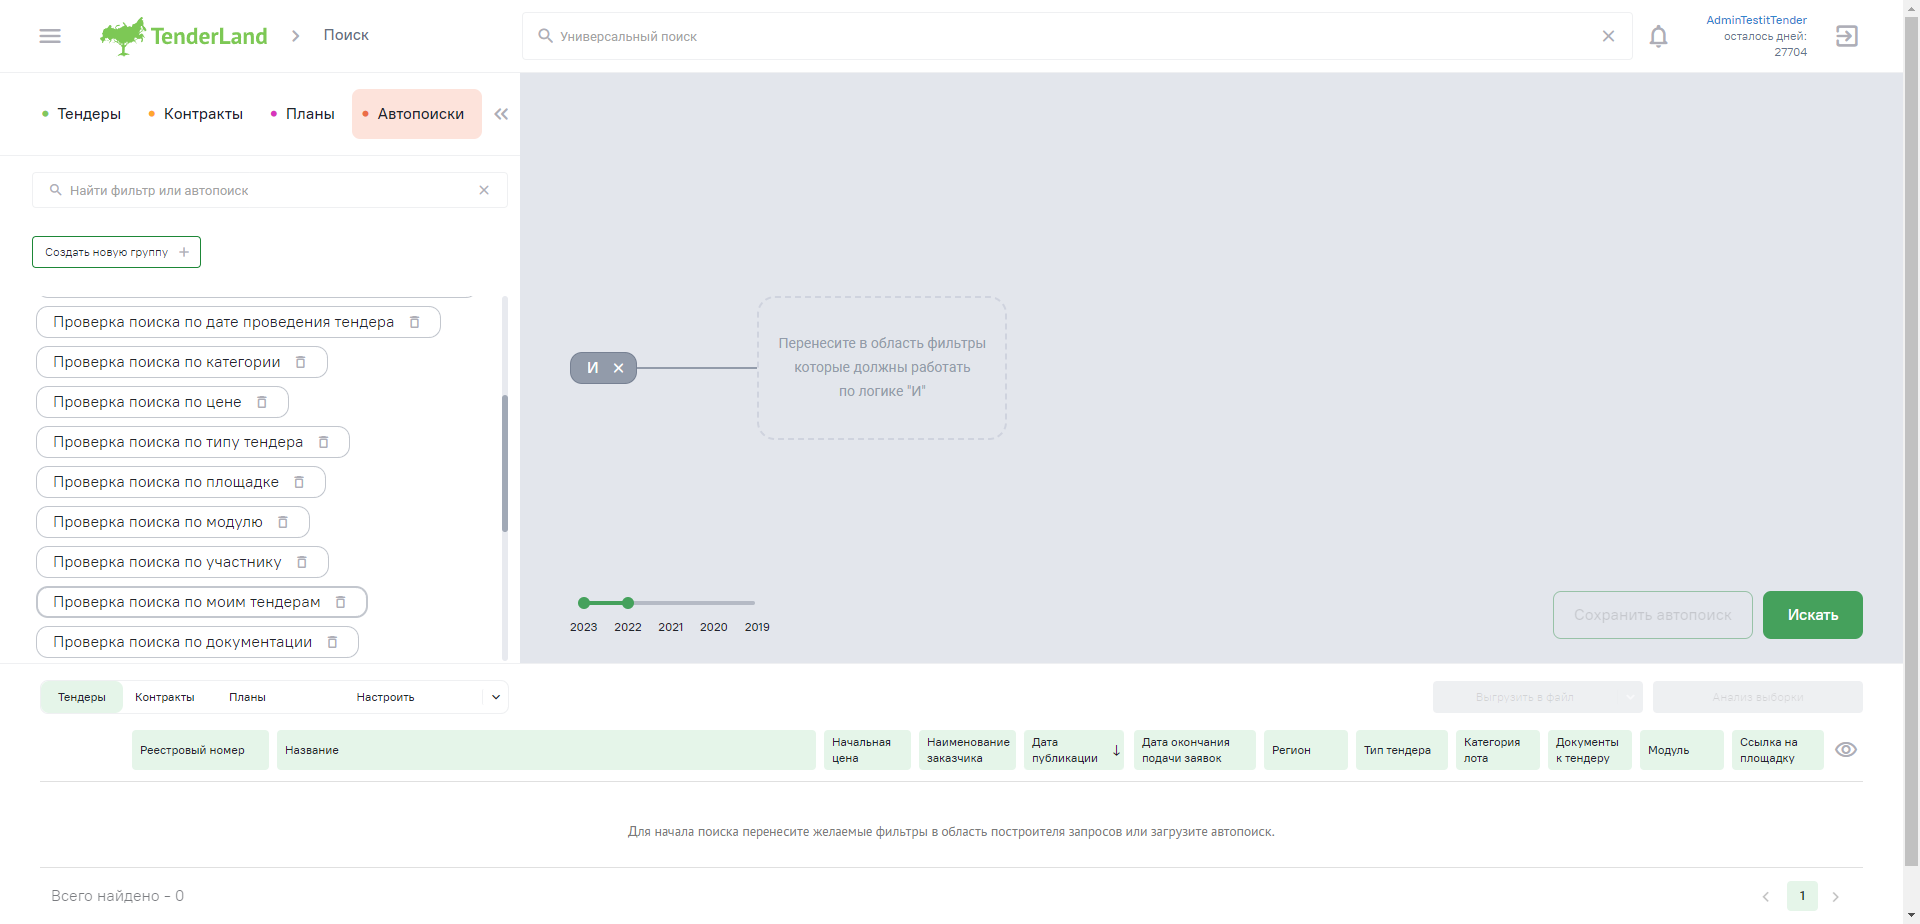 TenderLand
Поиск
Универсальный поиск
AdminTestitTender
осталось дней:
27704
Тендеры
Контракты
Планы
Автопоиски
Найти фильтр или автопоиск
Создать новую группу
Проверка поиска по дате проведения тендера
Проверка поиска по категории
Проверка поиска по цене
Проверка поиска по типу тендера
Проверка поиска по площадке
Проверка поиска по модулю
Проверка поиска по участнику
Проверка поиска по моим тендерам
Проверка поиска по документации
И
Перенесите в область фильтры
которые должны работать
по логике "И"
2023 2022 2021 2020 2019
Сохранить автопоиск
Искать
Тендеры
Контракты
Планы
Настроить
Выгрузить в файл
Анализ выборки
Реестровый номер
Название
Начальная
цена
Наименование
заказчика
Дата
публикации
Дата окончания
подачи заявок
Регион
Тип тендера
Категория
лота
Документы
к тендеру
Модуль
Ссылка на
площадку
Для начала поиска перенесите желаемые фильтры в область построителя запросов или загрузите автопоиск.
Всего найдено - 0
1